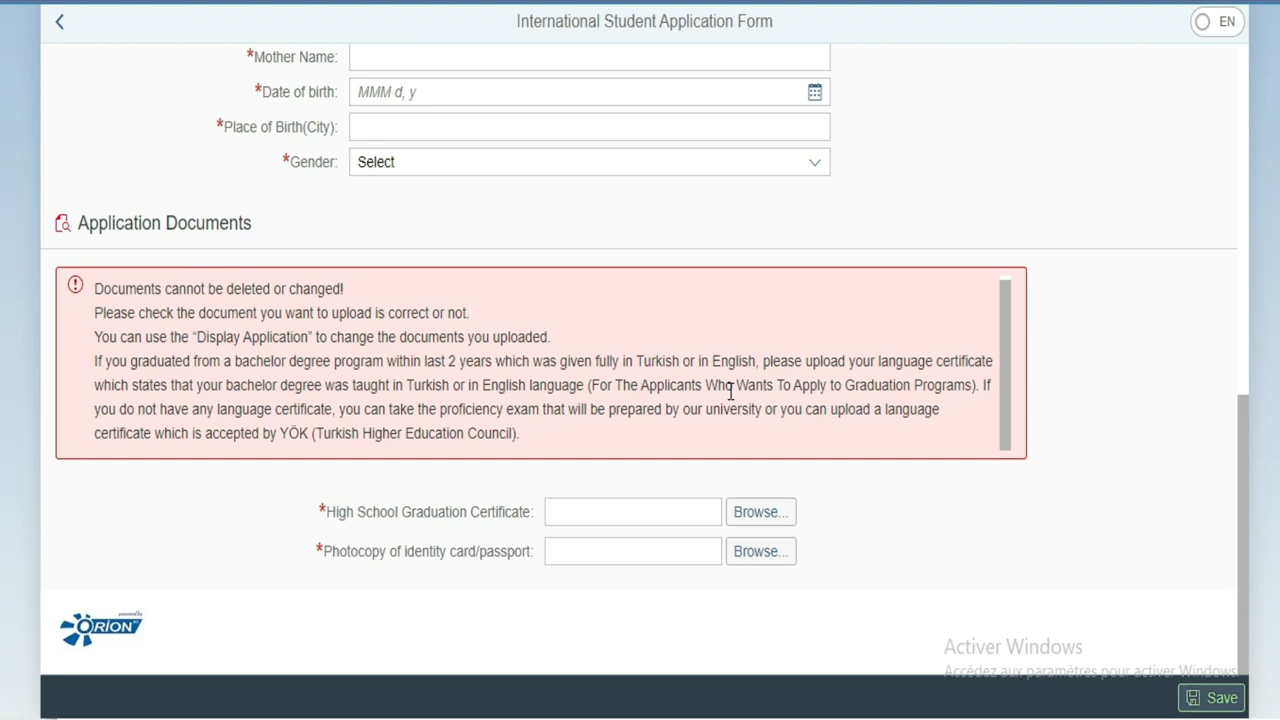 International Student Application Form
EN
*Mother Name:
*Date of birth: MMM d, y
*Place of Birth(City):
*Gender: Select
Application Documents
Documents cannot be deleted or changed!
Please check the document you want to upload is correct or not.
You can use the “Display Application” to change the documents you uploaded.
If you graduated from a bachelor degree program within last 2 years which was given fully in Turkish or in English, please upload your language certificate
which states that your bachelor degree was taught in Turkish or in English language (For The Applicants Who Wants To Apply to Graduation Programs). If
you do not have any language certificate, you can take the proficiency exam that will be prepared by our university or you can upload a language
certificate which is accepted by YÖK (Turkish Higher Education Council).
*High School Graduation Certificate: Browse...
*Photocopy of identity card/passport: Browse...
powered by
ORION
Activer Windows
Accédez aux paramètres pour activer Windows.
Save